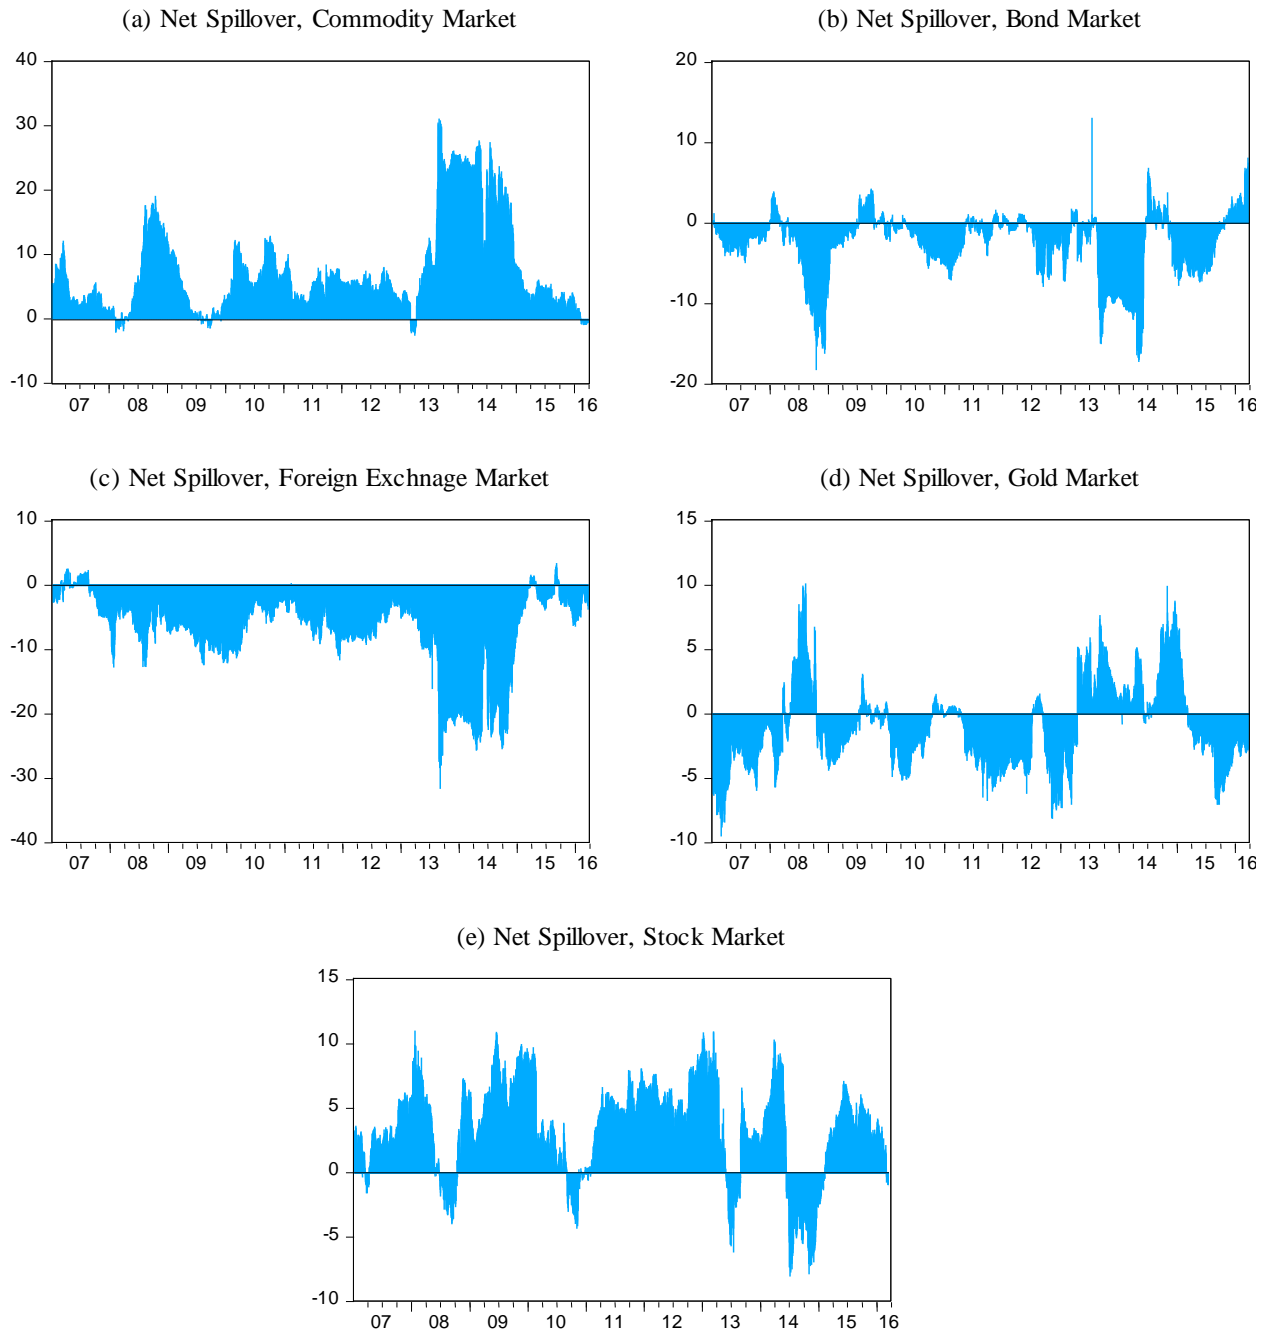 (a) Net Spillover, Commodity Market
40
30
20
10
0
-10
07 08 09 10 11 12 13 14 15 16
(b) Net Spillover, Bond Market
20
10
0
-10
-20
07 08 09 10 11 12 13 14 15 16
(c) Net Spillover, Foreign Exchnage Market
10
0
-10
-20
-30
-40
07 08 09 10 11 12 13 14 15 16
(d) Net Spillover, Gold Market
15
10
5
0
-5
-10
07 08 09 10 11 12 13 14 15 16
(e) Net Spillover, Stock Market
15
10
5
0
-5
-10
07 08 09 10 11 12 13 14 15 16